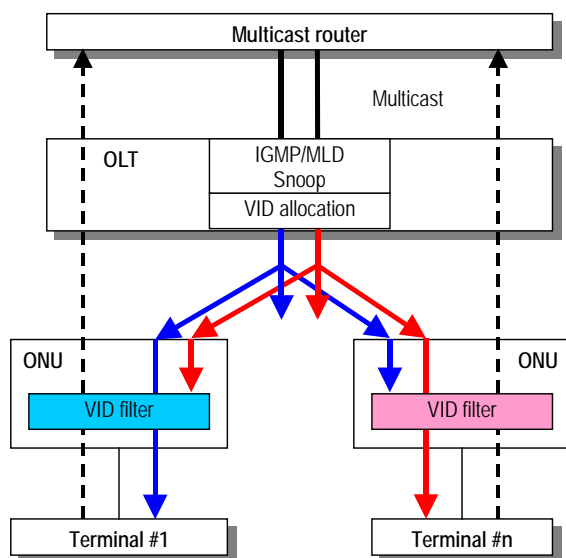 Multicast router
Multicast
OLT
IGMP/MLD
Snoop
VID allocation
ONU
ONU
VID filter
VID filter
Terminal #1
Terminal #n